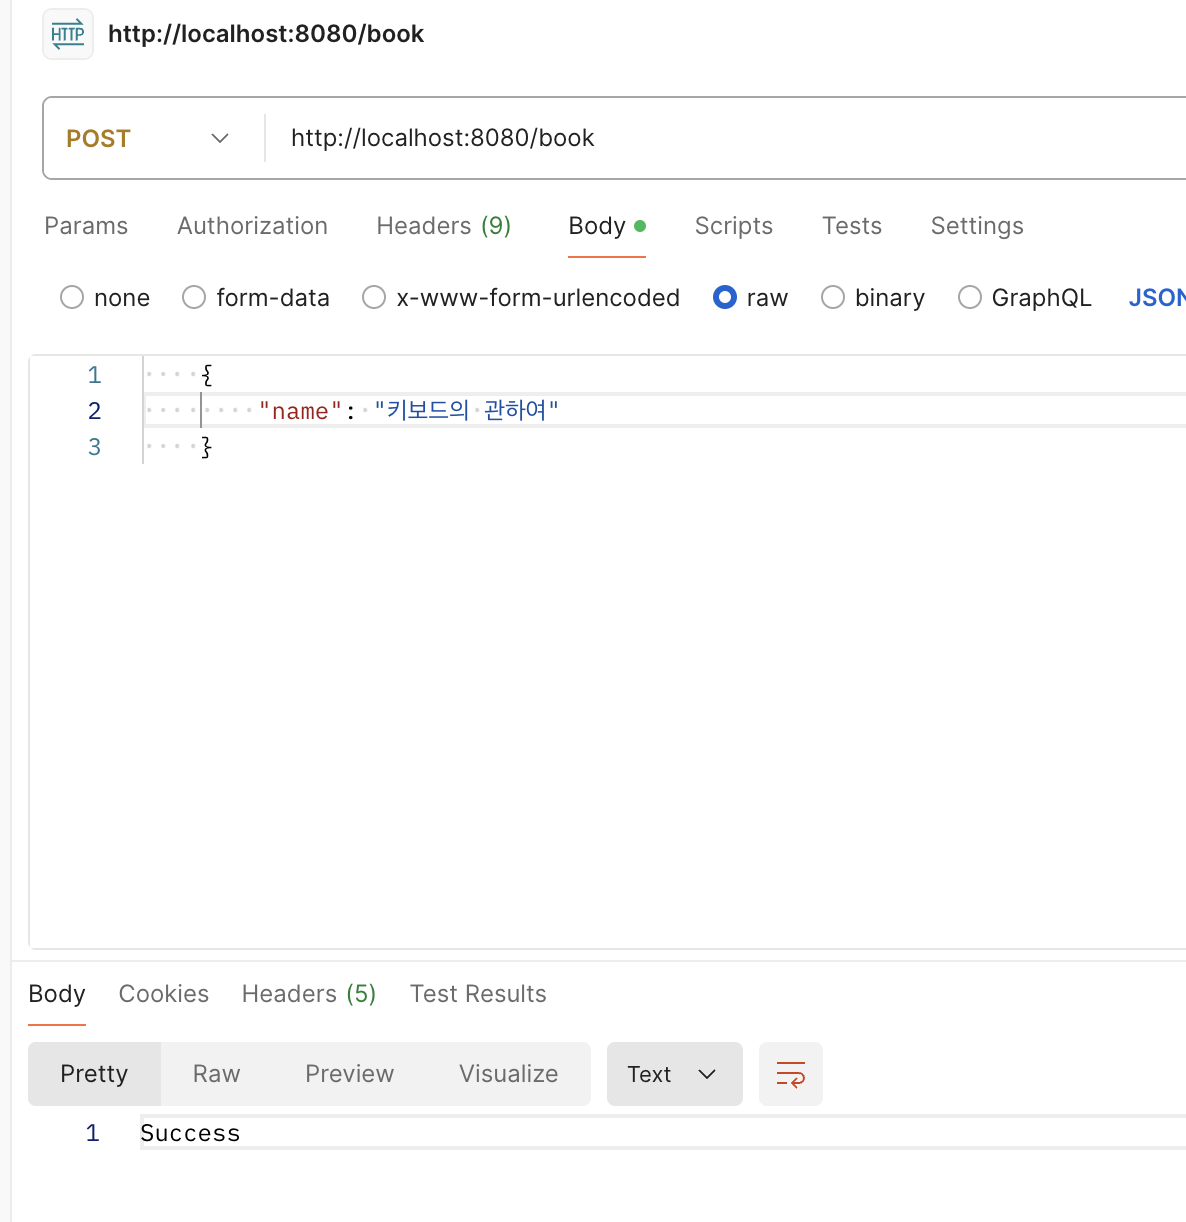 HTTP http://localhost:8080/book
POST http://localhost:8080/book
Params Authorization Headers (9) Body Scripts Tests Settings
none form-data x-www-form-urlencoded raw binary GraphQL JSON
1 {
2 "name": "키보드의 관하여"
3 }
Body Cookies Headers (5) Test Results
Pretty Raw Preview Visualize Text
1 Success